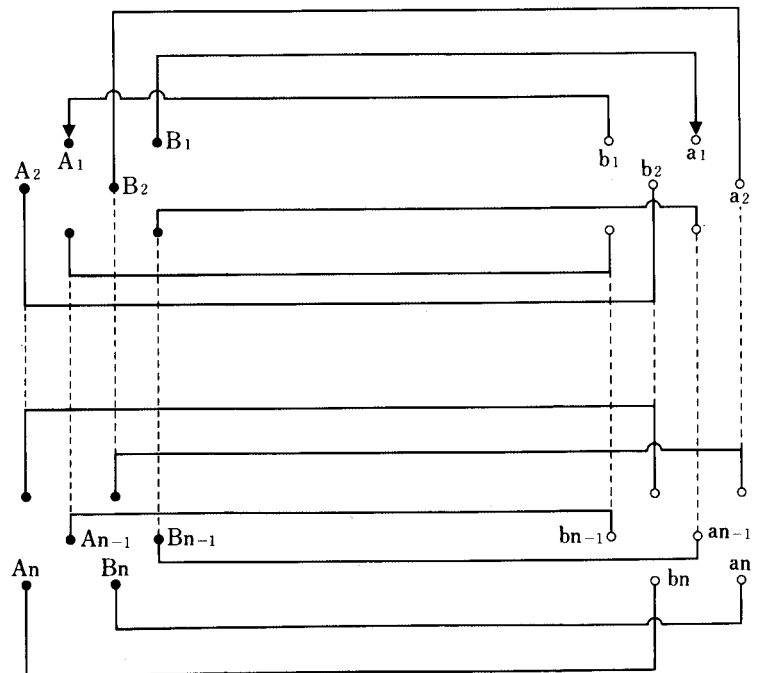 A1 B1 b1 a1
A2 B2 b2 a2
An−1 Bn−1 bn−1 an−1
An Bn bn an